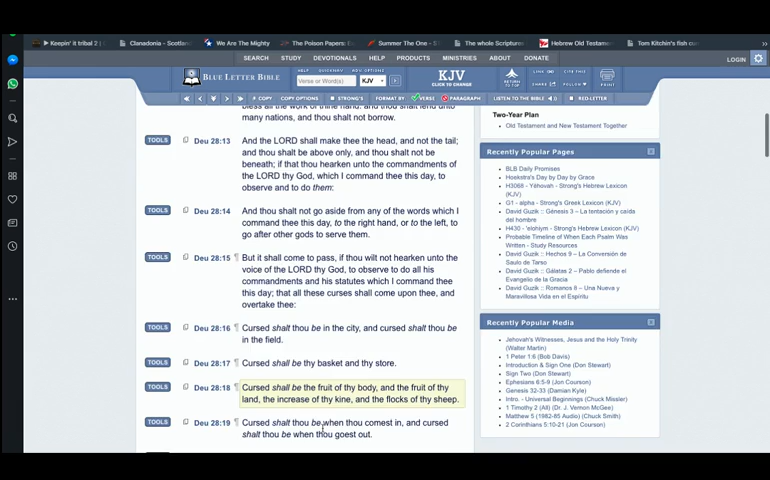 Keepin' it tribal 2
Clanadonia - Scotlan
We Are The Mighty
The Poison Papers: E
Summer The One - S
The whole Scripture
Hebrew Old Testame
Tom Kitchin's fish co
SEARCH STUDY DEVOTIONALS HELP PRODUCTS MINISTRIES ABOUT DONATE
LOGIN
BLUE LETTER BIBLE
HELP QUICKNAV ADV. OPTIONS
Verse or Word(s)
KJV
KJV
CLICK TO CHANGE
RETURN
TOP
LINK
CITE THIS
SHARE
FOLLOW
PRINT
COPY COPY OPTIONS STRONG'S FORMAT BY VERSE PARAGRAPH LISTEN TO THE BIBLE RED-LETTER
bless all the work of thine hand: and thou shalt lend unto
many nations, and thou shalt not borrow.
TOOLS Deu 28:13 And the LORD shall make thee the head, and not the tail;
and thou shalt be above only, and thou shalt not be
beneath; if that thou hearken unto the commandments of
the LORD thy God, which I command thee this day, to
observe and to do them:
TOOLS Deu 28:14 And thou shalt not go aside from any of the words which I
command thee this day, to the right hand, or to the left, to
go after other gods to serve them.
TOOLS Deu 28:15 ¶ But it shall come to pass, if thou wilt not hearken unto the
voice of the LORD thy God, to observe to do all his
commandments and his statutes which I command thee
this day; that all these curses shall come upon thee, and
overtake thee:
TOOLS Deu 28:16 ¶ Cursed shalt thou be in the city, and cursed shalt thou be
in the field.
TOOLS Deu 28:17 ¶ Cursed shall be thy basket and thy store.
TOOLS Deu 28:18 ¶ Cursed shall be the fruit of thy body, and the fruit of thy
land, the increase of thy kine, and the flocks of thy sheep.
TOOLS Deu 28:19 ¶ Cursed shalt thou be when thou comest in, and cursed
shalt thou be when thou goest out.
Two-Year Plan
Old Testament and New Testament Together
Recently Popular Pages
BLB Daily Promises
Hoekstra's Day by Day by Grace
H3068 - Yĕhovah - Strong's Hebrew Lexicon
(KJV)
G1 - alpha - Strong's Greek Lexicon (KJV)
David Guzik :: Génesis 3 – La tentación y caída
del hombre
H430 - 'elohiym - Strong's Hebrew Lexicon (KJV)
Probable Timeline of When Each Psalm Was
Written - Study Resources
David Guzik :: Hechos 9 – La Conversión de
Saulo de Tarso
David Guzik :: Gálatas 2 – Pablo defiende el
Evangelio de la Gracia
David Guzik :: Romanos 8 – Una Nueva y
Maravillosa Vida en el Espíritu
Recently Popular Media
Jehovah's Witnesses, Jesus and the Holy Trinity
(Walter Martin)
1 Peter 1:6 (Bob Davis)
Introduction & Sign One (Don Stewart)
Sign Two (Don Stewart)
Ephesians 6:5-9 (Jon Courson)
Genesis 32-33 (Damian Kyle)
Intro. - Universal Beginnings (Chuck Missler)
1 Timothy 2 (All) (Dr. J. Vernon McGee)
Matthew 5 (1982-85 Audio) (Chuck Smith)
2 Corinthians 5:10-21 (Jon Courson)